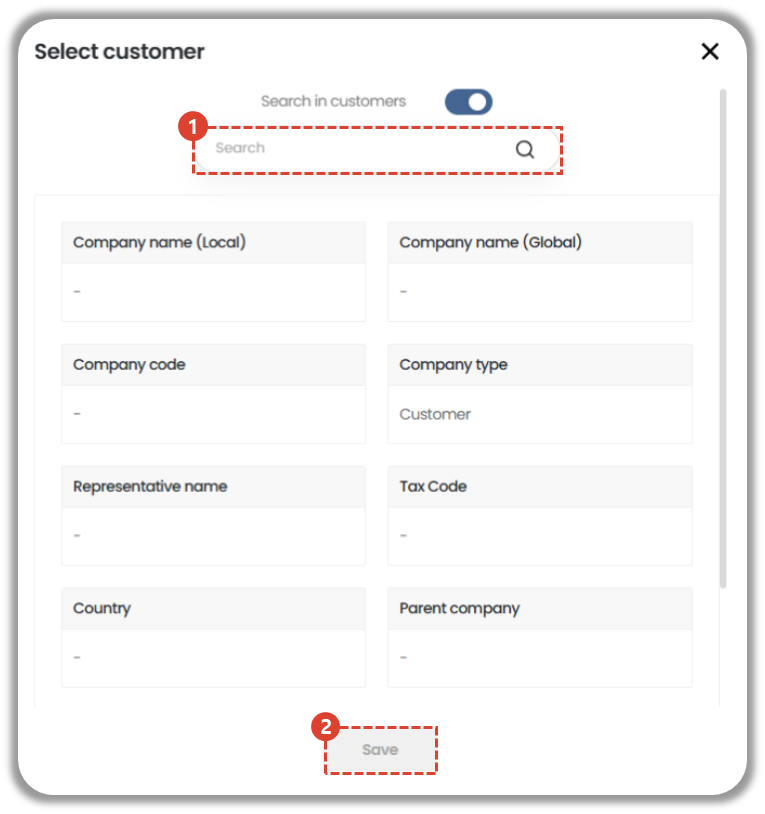 Select customer
Search in customers
1
Search
Company name (Local) Company name (Global)
- -
Company code Company type
- Customer
Representative name Tax Code
- -
Country Parent company
- -
2
Save